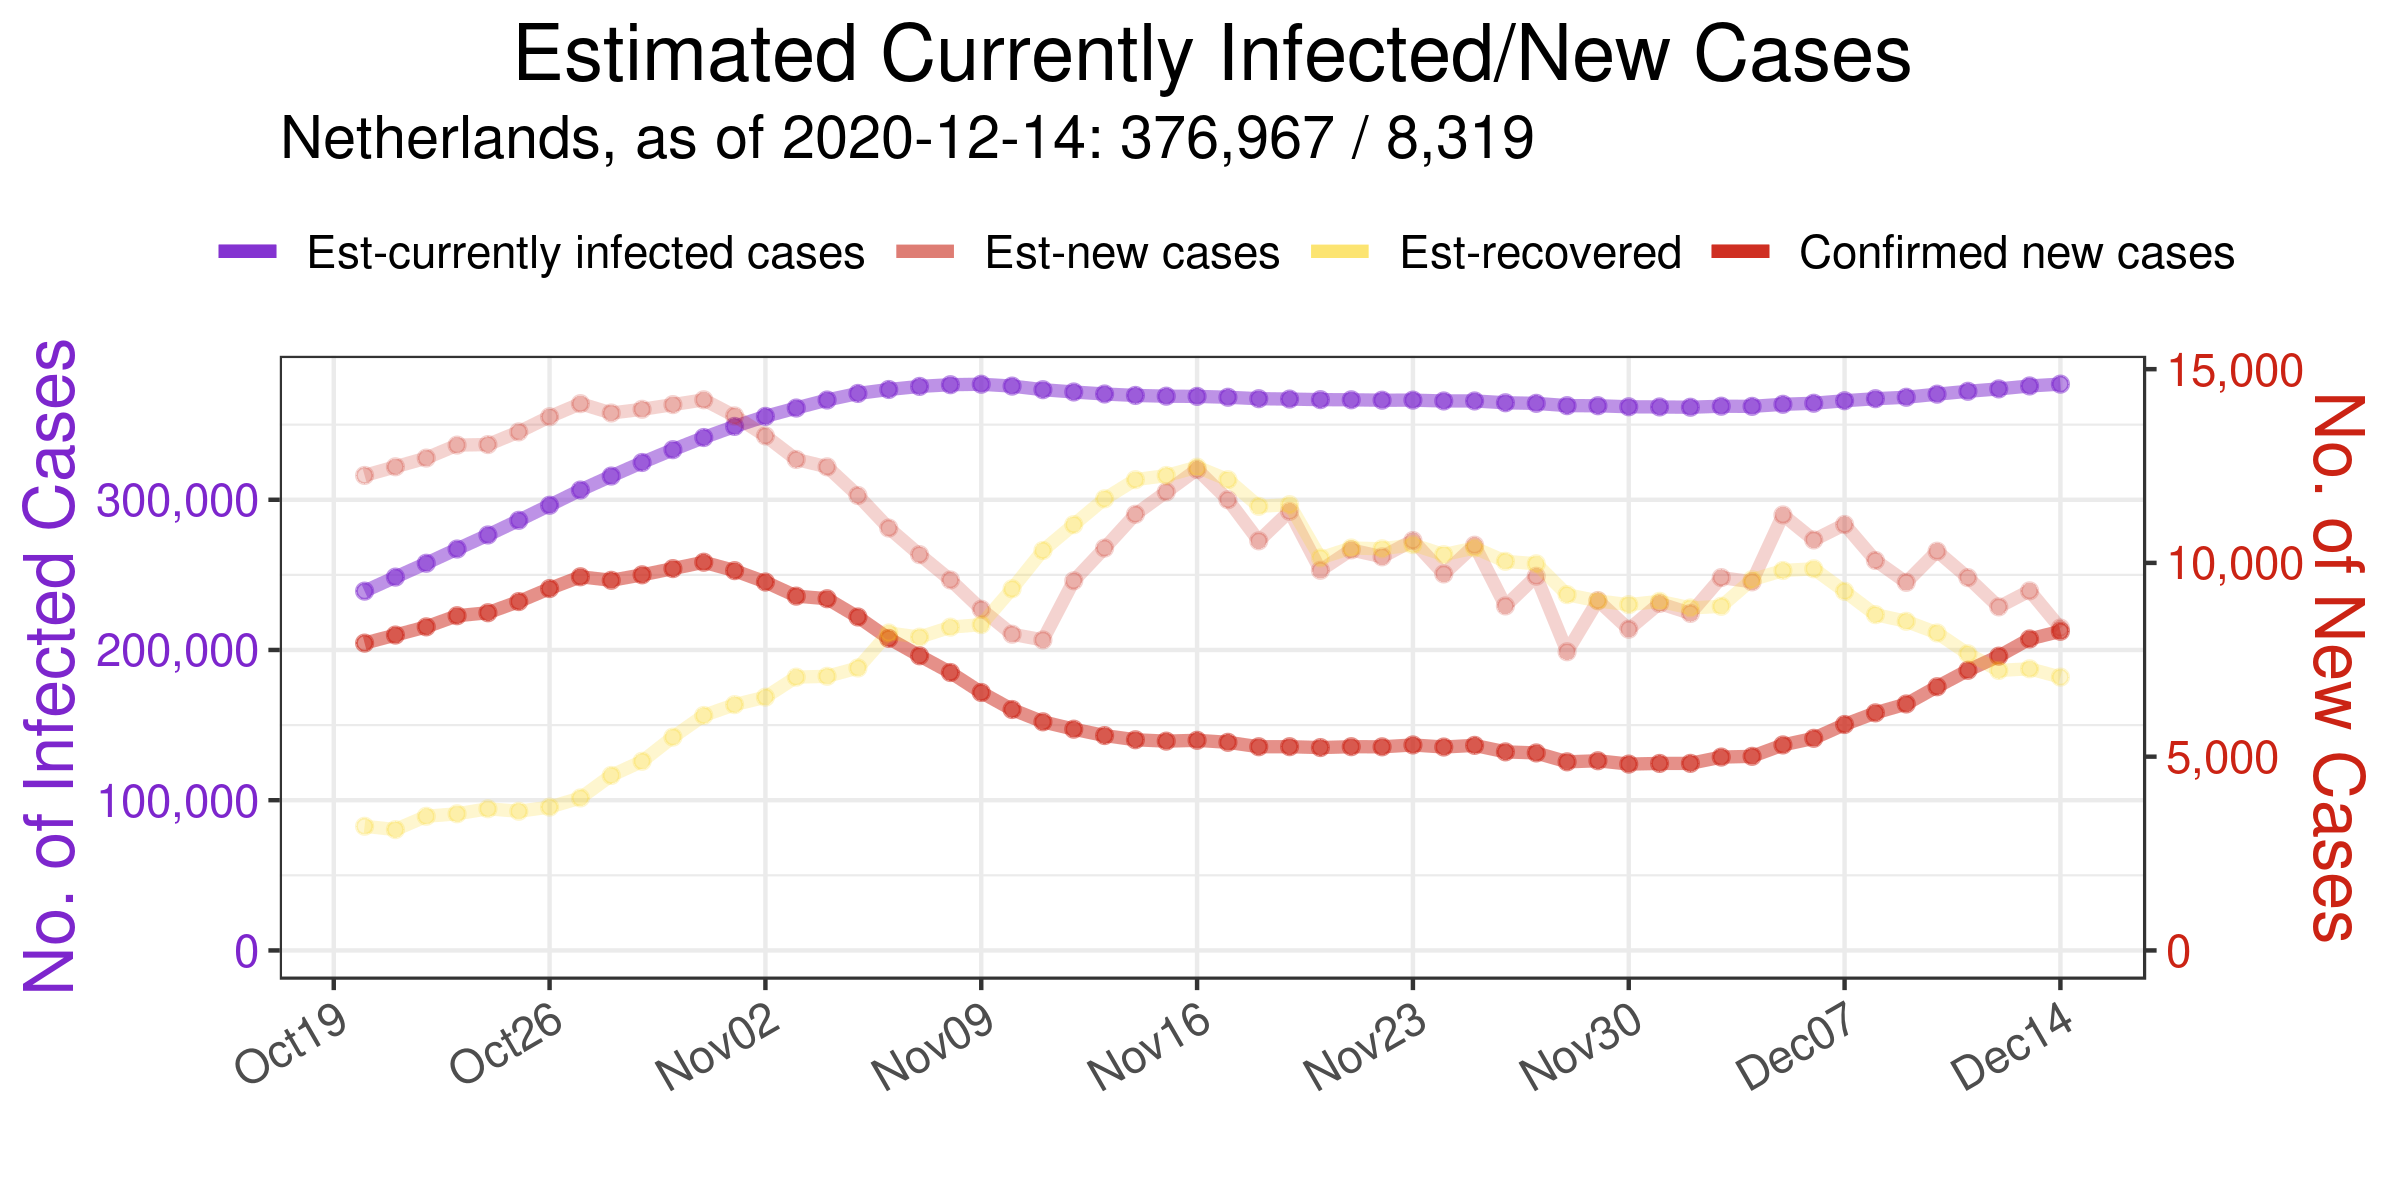 Estimated Currently Infected/New Cases
Netherlands, as of 2020-12-14: 376,967 / 8,319
Est-currently infected cases Est-new cases Est-recovered Confirmed new cases
No. of Infected Cases
300,000
200,000
100,000
0
15,000
10,000
5,000
0
No. of New Cases
Oct19 Oct26 Nov02 Nov09 Nov16 Nov23 Nov30 Dec07 Dec14